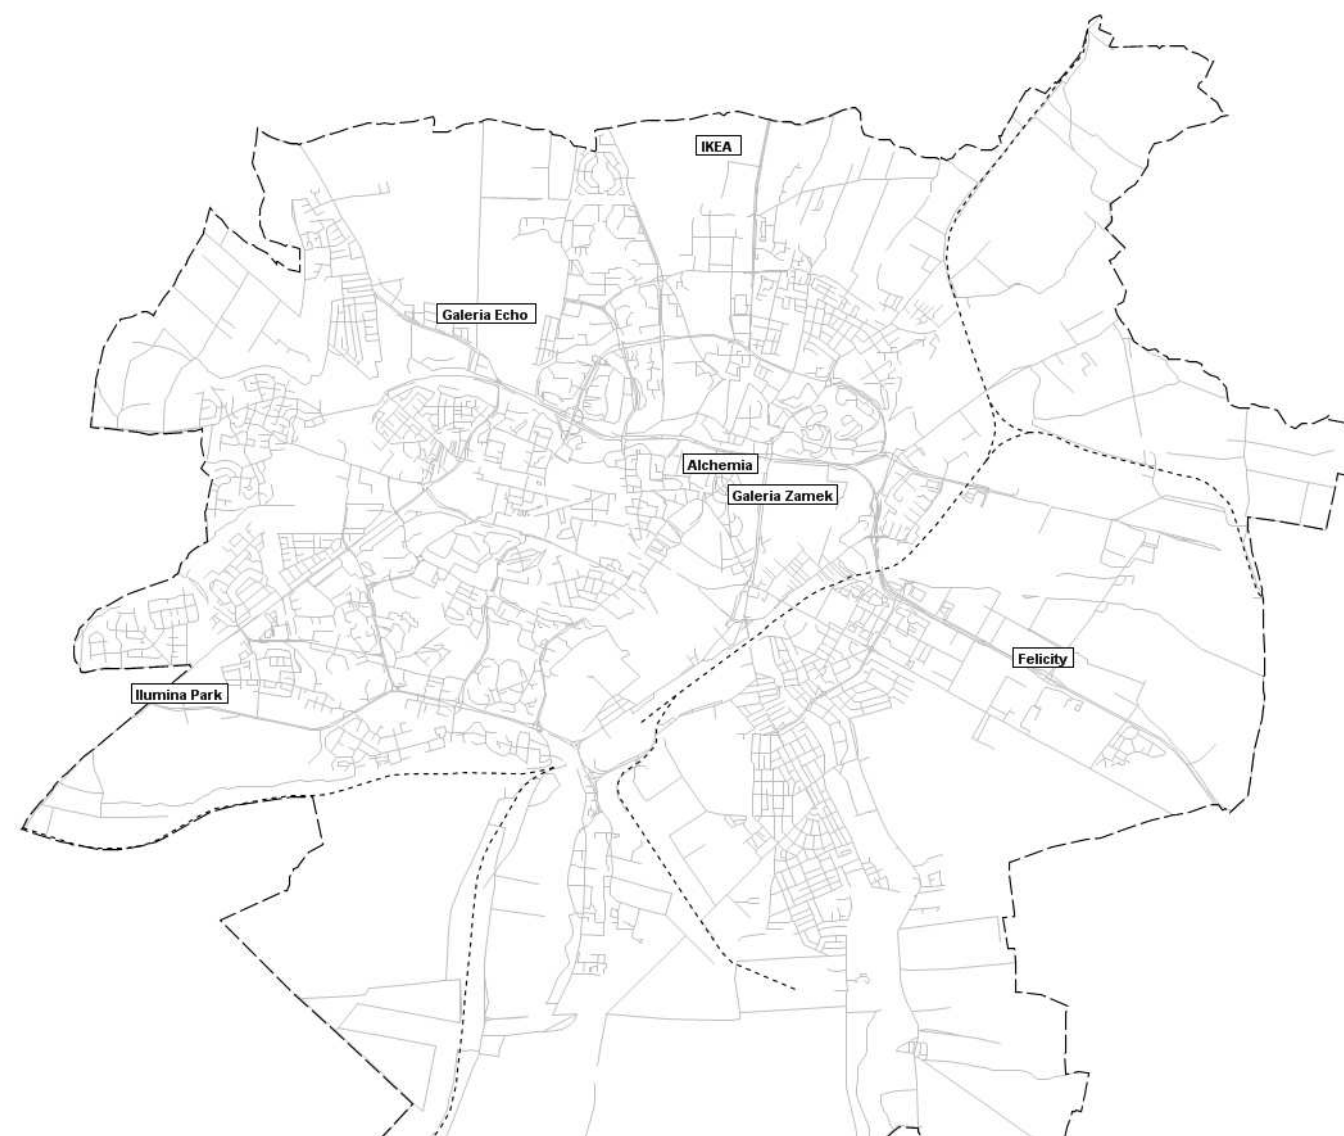 IKEA
Galeria Echo
Alchemia
Galeria Zamek
Felicity
Ilumina Park